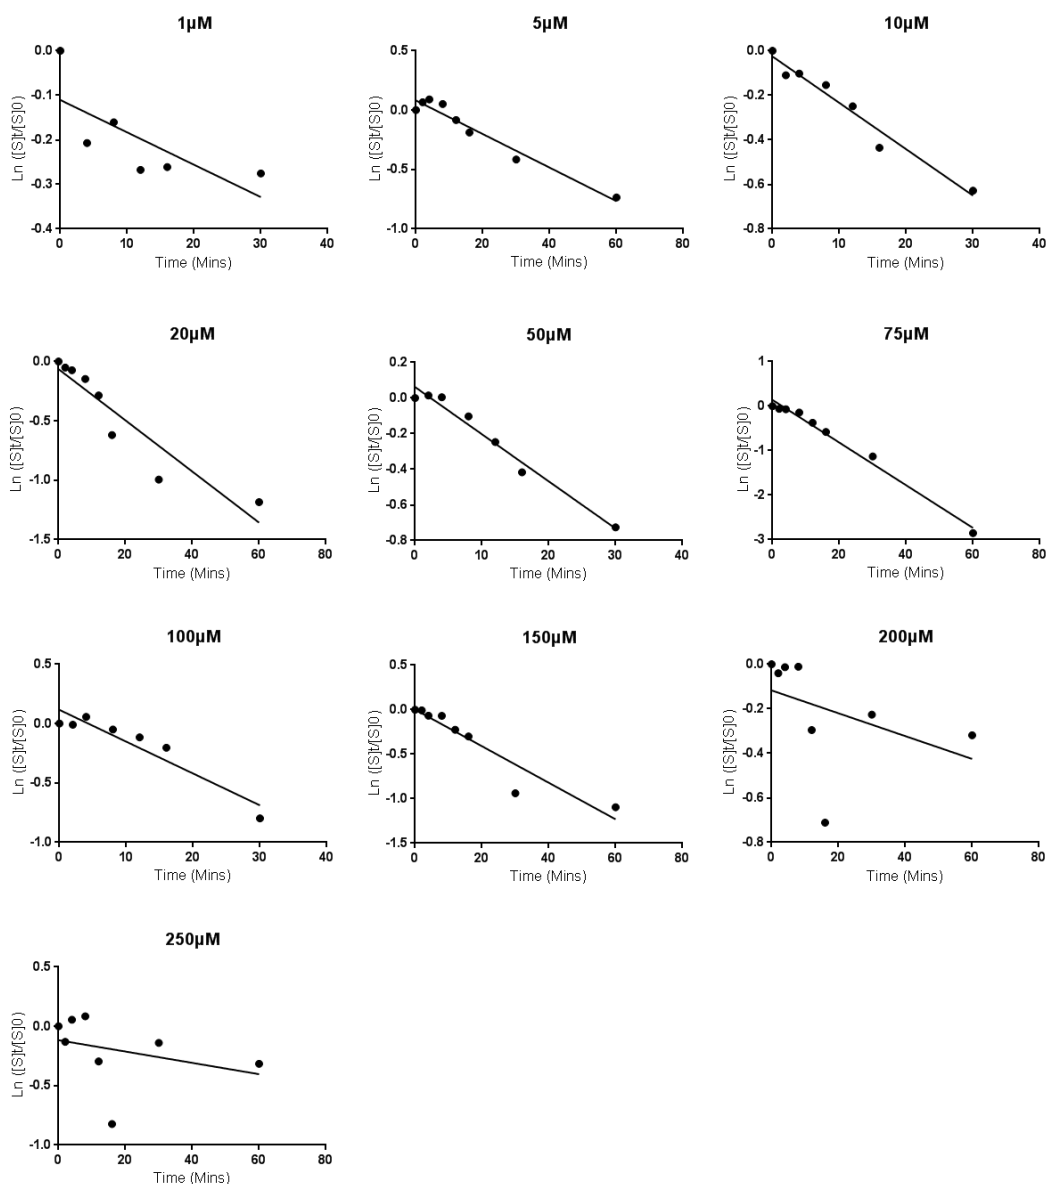 1µM
0.0
-0.1
-0.2
-0.3
-0.4
Ln ([S]t/[S]0)
0 10 20 30 40
Time (Mins)
5µM
0.5
0.0
-0.5
-1.0
Ln ([S]t/[S]0)
0 20 40 60 80
Time (Mins)
10µM
0.0
-0.2
-0.4
-0.6
-0.8
Ln ([S]t/[S]0)
0 10 20 30 40
Time (Mins)
20µM
0.0
-0.5
-1.0
-1.5
Ln ([S]t/[S]0)
0 20 40 60 80
Time (Mins)
50µM
0.2
0.0
-0.2
-0.4
-0.6
-0.8
Ln ([S]t/[S]0)
0 10 20 30 40
Time (Mins)
75µM
1
0
-1
-2
-3
Ln ([S]t/[S]0)
0 20 40 60 80
Time (Mins)
100µM
0.5
0.0
-0.5
-1.0
Ln ([S]t/[S]0)
0 10 20 30 40
Time (Mins)
150µM
0.5
0.0
-0.5
-1.0
-1.5
Ln ([S]t/[S]0)
0 20 40 60 80
Time (Mins)
200µM
0.0
-0.2
-0.4
-0.6
-0.8
Ln ([S]t/[S]0)
0 20 40 60 80
Time (Mins)
250µM
0.5
0.0
-0.5
-1.0
Ln ([S]t/[S]0)
0 20 40 60 80
Time (Mins)